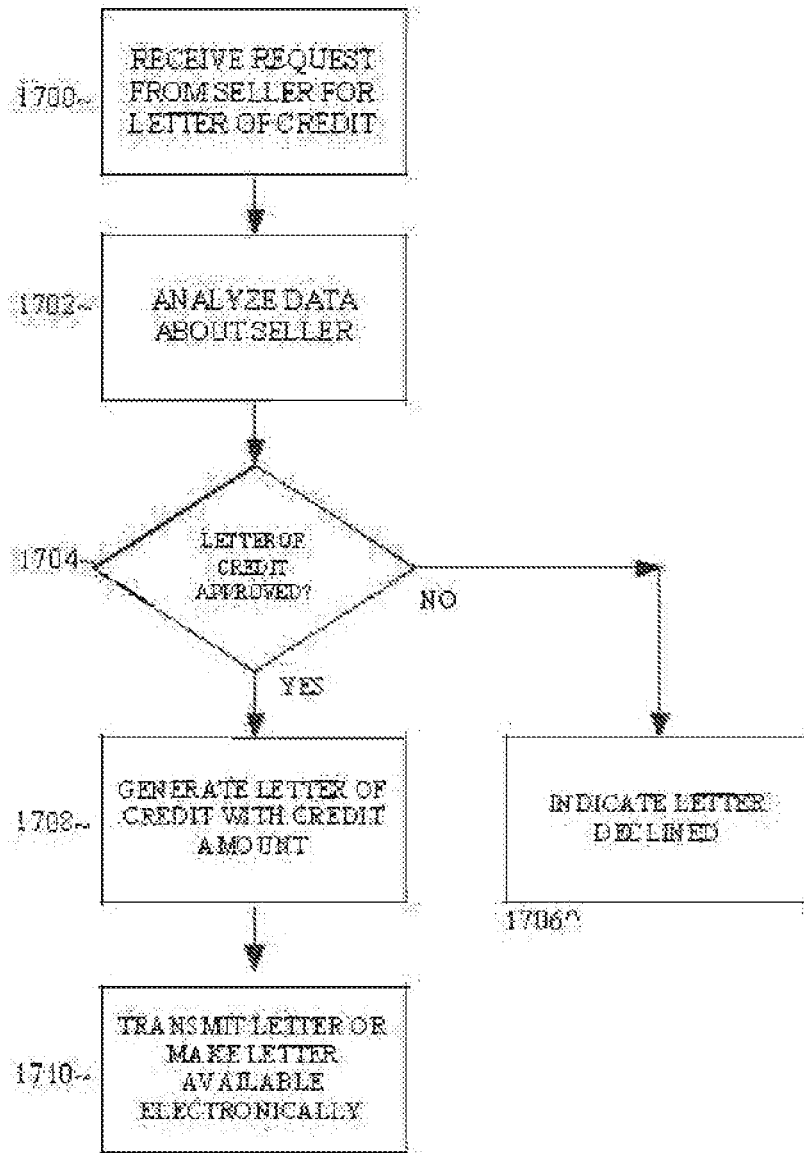 RECEIVE REQUEST
FROM SELLER FOR
LETTER OF CREDIT
1700~
ANALYZE DATA
ABOUT SELLER
1702~
LETTER OF
CREDIT
APPROVED?
1704~
NO
YES
GENERATE LETTER OF
CREDIT WITH CREDIT
AMOUNT
1708~
INDICATE LETTER
DECLINED
1706^
TRANSMIT LETTER OR
MAKE LETTER
AVAILABLE
ELECTRONICALLY
1710~